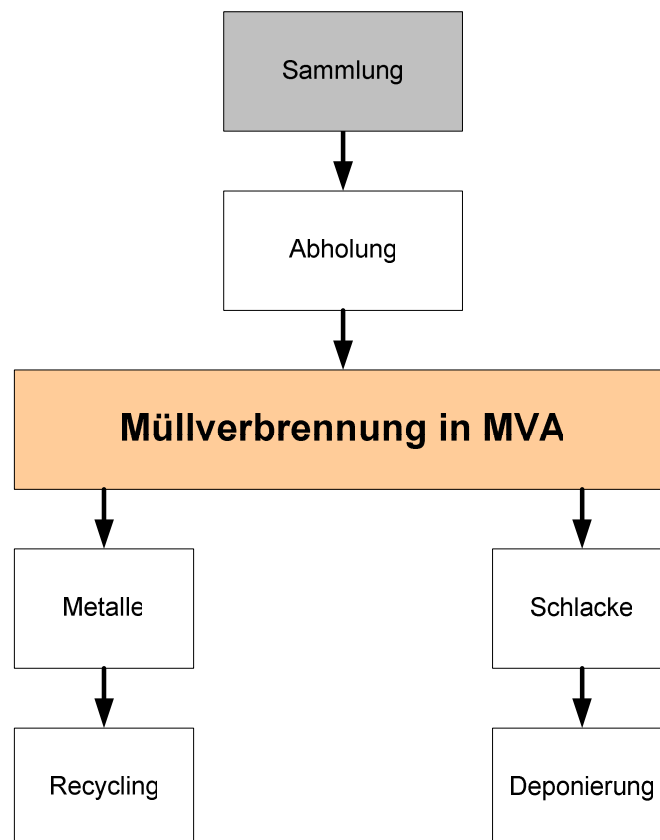 Sammlung
Abholung
Müllverbrennung in MVA
Metalle
Schlacke
Recycling
Deponierung